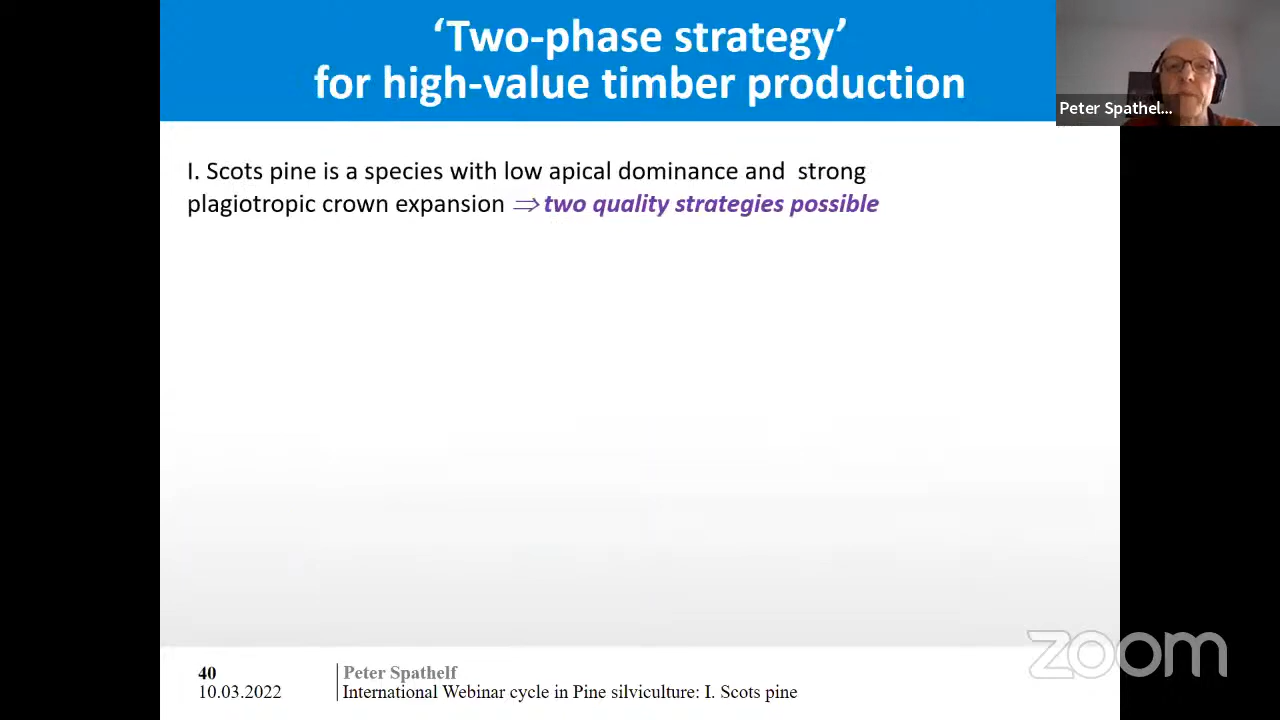 ‘Two-phase strategy’
for high-value timber production
Peter Spathel...
I. Scots pine is a species with low apical dominance and strong
plagiotropic crown expansion ⇒ two quality strategies possible
40
Peter Spathelf
10.03.2022
International Webinar cycle in Pine silviculture: I. Scots pine
zoom